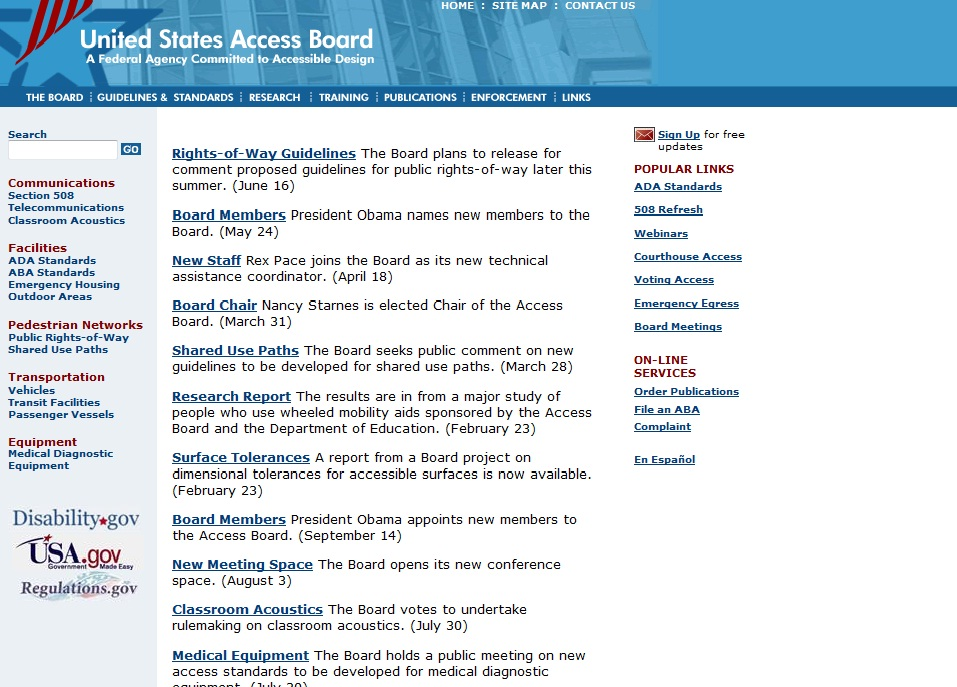 HOME : SITE MAP : CONTACT US
United States Access Board
A Federal Agency Committed to Accessible Design
THE BOARD GUIDELINES & STANDARDS RESEARCH TRAINING PUBLICATIONS ENFORCEMENT LINKS
Search
GO
Communications
Section 508
Telecommunications
Classroom Acoustics
Facilities
ADA Standards
ABA Standards
Emergency Housing
Outdoor Areas
Pedestrian Networks
Public Rights-of-Way
Shared Use Paths
Transportation
Vehicles
Transit Facilities
Passenger Vessels
Equipment
Medical Diagnostic
Equipment
Disability.gov
USA.gov
Government Made Easy
Regulations.gov
Rights-of-Way Guidelines The Board plans to release for
comment proposed guidelines for public rights-of-way later this
summer. (June 16)
Board Members President Obama names new members to the
Board. (May 24)
New Staff Rex Pace joins the Board as its new technical
assistance coordinator. (April 18)
Board Chair Nancy Starnes is elected Chair of the Access
Board. (March 31)
Shared Use Paths The Board seeks public comment on new
guidelines to be developed for shared use paths. (March 28)
Research Report The results are in from a major study of
people who use wheeled mobility aids sponsored by the Access
Board and the Department of Education. (February 23)
Surface Tolerances A report from a Board project on
dimensional tolerances for accessible surfaces is now available.
(February 23)
Board Members President Obama appoints new members to
the Access Board. (September 14)
New Meeting Space The Board opens its new conference
space. (August 3)
Classroom Acoustics The Board votes to undertake
rulemaking on classroom acoustics. (July 30)
Medical Equipment The Board holds a public meeting on new
access standards to be developed for medical diagnostic
equipment. (July 29)
Sign Up for free
updates
POPULAR LINKS
ADA Standards
508 Refresh
Webinars
Courthouse Access
Voting Access
Emergency Egress
Board Meetings
ON-LINE
SERVICES
Order Publications
File an ABA
Complaint
En Español